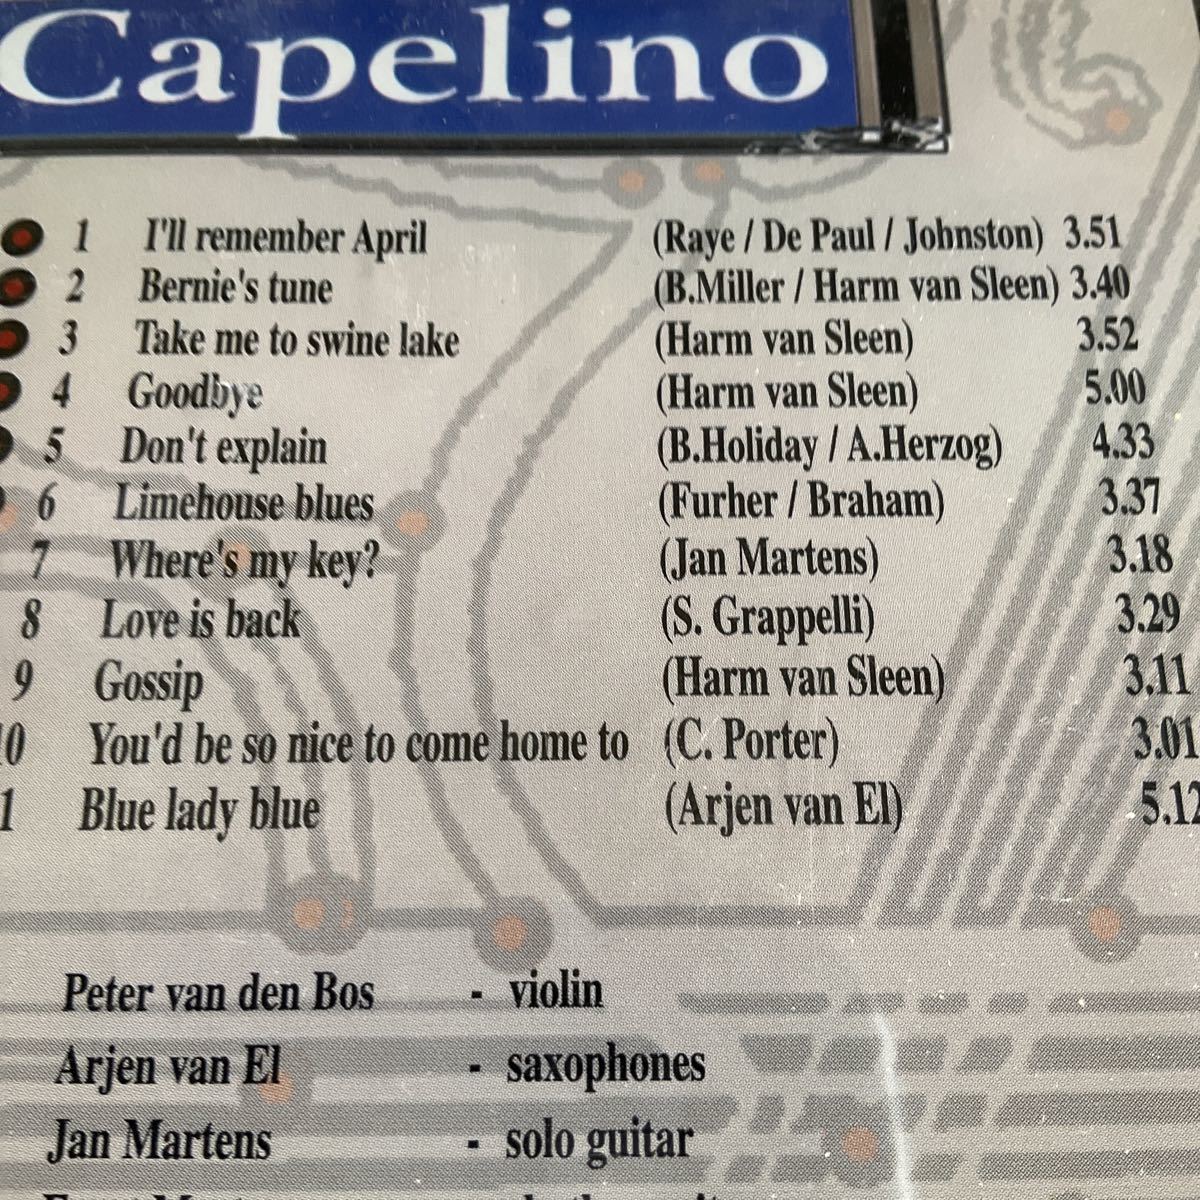 Capelino
1 I'll remember April (Raye / De Paul / Johnston) 3.51
2 Bernie's tune (B.Miller / Harm van Sleen) 3.40
3 Take me to swine lake (Harm van Sleen) 3.52
4 Goodbye (Harm van Sleen) 5.00
5 Don't explain (B.Holiday / A.Herzog) 4.33
6 Limehouse blues (Furher / Braham) 3.37
7 Where's my key? (Jan Martens) 3.18
8 Love is back (S. Grappelli) 3.29
9 Gossip (Harm van Sleen) 3.11
10 You'd be so nice to come home to (C. Porter) 3.01
1 Blue lady blue (Arjen van El) 5.12
Peter van den Bos - violin
Arjen van El - saxophones
Jan Martens - solo guitar